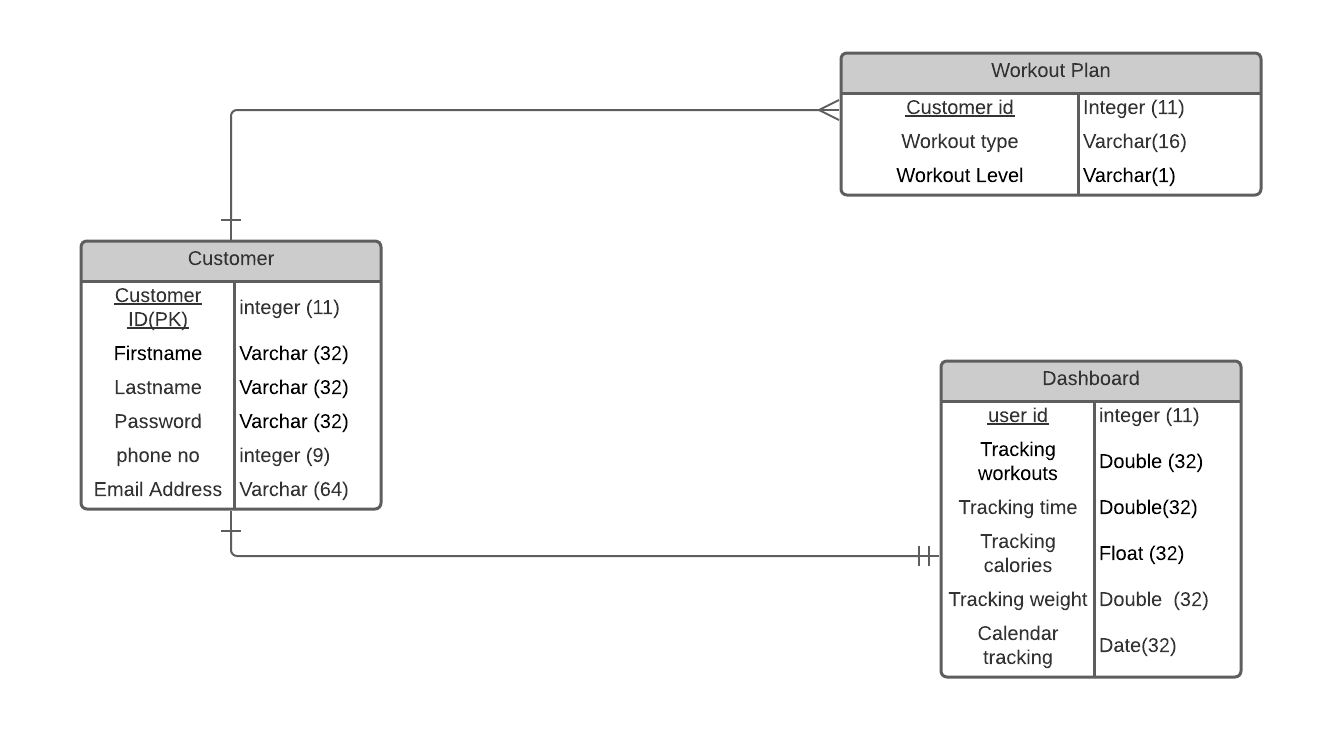 Workout Plan
Customer id Integer (11)
Workout type Varchar(16)
Workout Level Varchar(1)
Customer
Customer
ID(PK) integer (11)
Firstname Varchar (32)
Lastname Varchar (32)
Password Varchar (32)
phone no integer (9)
Email Address Varchar (64)
Dashboard
user id integer (11)
Tracking
workouts Double (32)
Tracking time Double(32)
Tracking
calories Float (32)
Tracking weight Double (32)
Calendar
tracking Date(32)